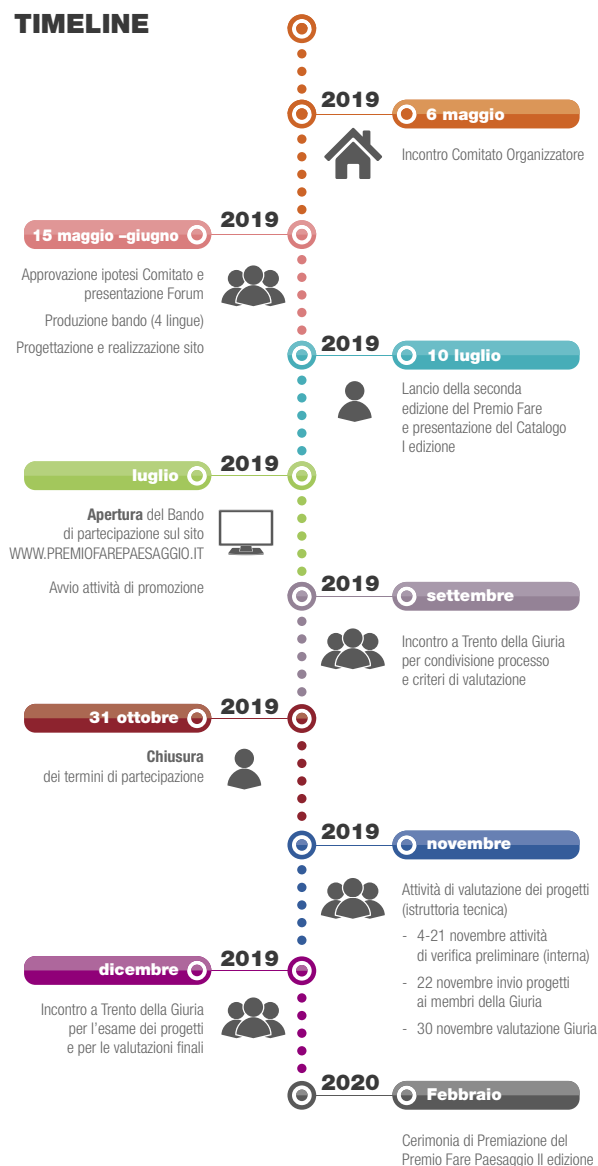 TIMELINE
2019
6 maggio
Incontro Comitato Organizzatore
2019
15 maggio –giugno
Approvazione ipotesi Comitato e
presentazione Forum
Produzione bando (4 lingue)
Progettazione e realizzazione sito
2019
10 luglio
Lancio della seconda
edizione del Premio Fare
e presentazione del Catalogo
I edizione
2019
luglio
Apertura del Bando
di partecipazione sul sito
WWW.PREMIOFAREPAESAGGIO.IT
Avvio attività di promozione
2019
settembre
Incontro a Trento della Giuria
per condivisione processo
e criteri di valutazione
2019
31 ottobre
Chiusura
dei termini di partecipazione
2019
novembre
Attività di valutazione dei progetti
(istruttoria tecnica)
- 4-21 novembre attività
di verifica preliminare (interna)
- 22 novembre invio progetti
ai membri della Giuria
- 30 novembre valutazione Giuria
2019
dicembre
Incontro a Trento della Giuria
per l'esame dei progetti
e per le valutazioni finali
2020
Febbraio
Cerimonia di Premiazione del
Premio Fare Paesaggio II edizione